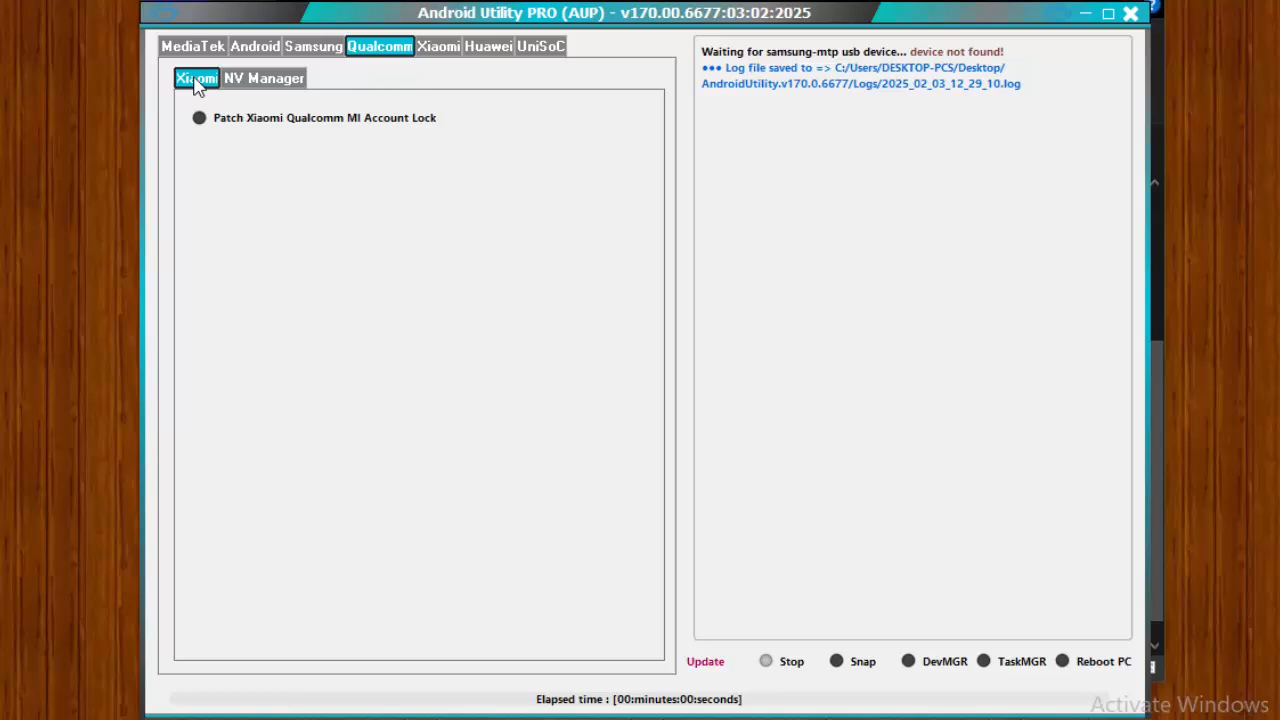 Android Utility PRO (AUP) - v170.00.6677:03:02:2025
MediaTek Android Samsung Qualcomm Xiaomi Huawei UniSoC
Xiaomi NV Manager
Patch Xiaomi Qualcomm MI Account Lock
Waiting for samsung-mtp usb device... device not found!
••• Log file saved to => C:/Users/DESKTOP-PCS/Desktop/
AndroidUtility.v170.0.6677/Logs/2025_02_03_12_29_10.log
Update Stop Snap DevMGR TaskMGR Reboot PC
Elapsed time : [00:minutes:00:seconds]
Activate Windows